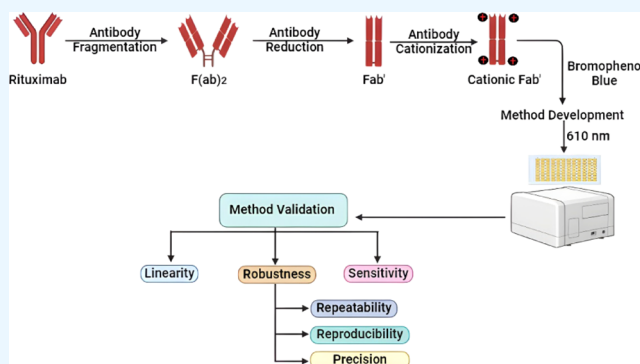 Antibody
Fragmentation
Antibody
Reduction
Antibody
Cationization
Rituximab
F(ab)2
Fab'
Cationic Fab'
Bromopheno
Blue
Method Development
610 nm
Method Validation
Linearity
Robustness
Sensitivity
Repeatability
Reproducibility
Precision